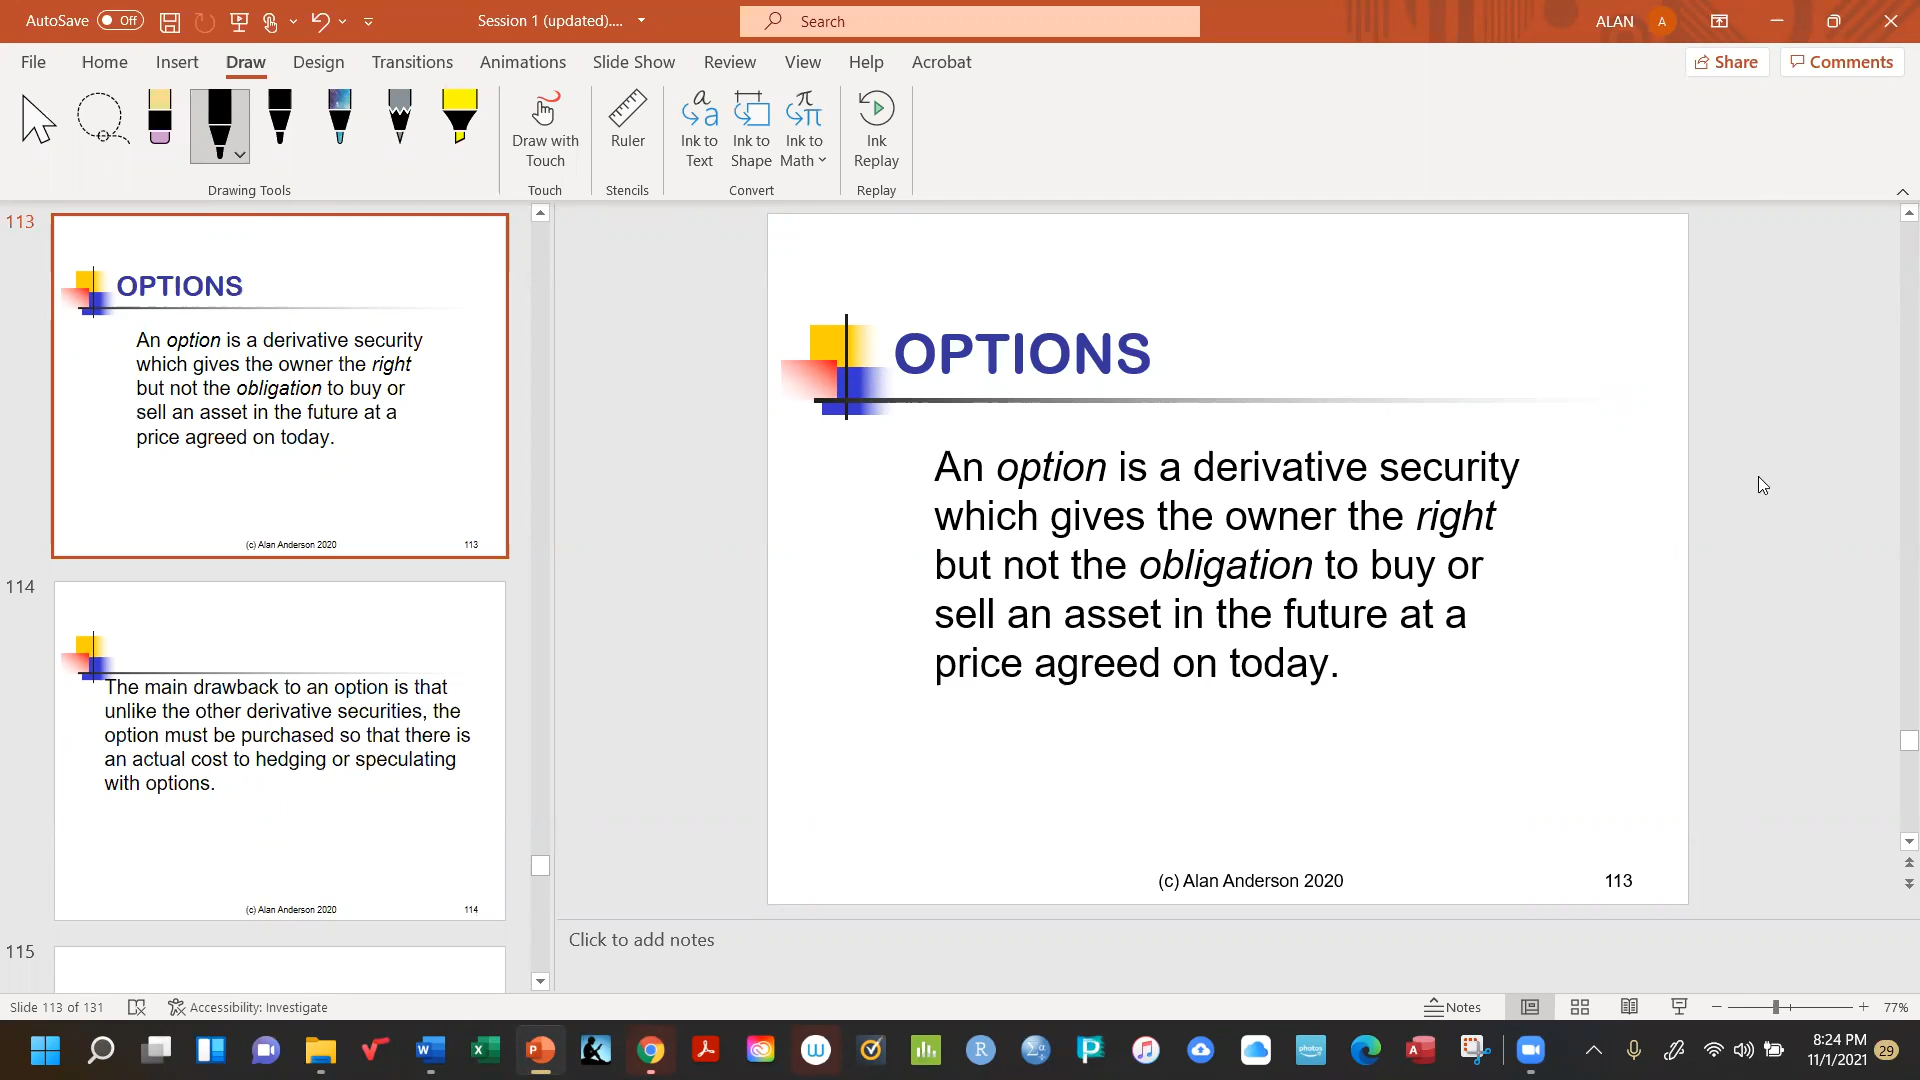 AutoSave Off Session 1 (updated).... Search ALAN A
File Home Insert Draw Design Transitions Animations Slide Show Review View Help Acrobat Share Comments
Draw with Touch
Ruler
Ink to Text
Ink to Shape
Ink to Math
Ink Replay
Drawing Tools Touch Stencils Convert Replay
113
OPTIONS
An option is a derivative security
which gives the owner the right
but not the obligation to buy or
sell an asset in the future at a
price agreed on today.
(c) Alan Anderson 2020 113
114
The main drawback to an option is that
unlike the other derivative securities, the
option must be purchased so that there is
an actual cost to hedging or speculating
with options.
(c) Alan Anderson 2020 114
115
OPTIONS
An option is a derivative security
which gives the owner the right
but not the obligation to buy or
sell an asset in the future at a
price agreed on today.
(c) Alan Anderson 2020 113
Click to add notes
Slide 113 of 131 Accessibility: Investigate Notes 77%
photos
8:24 PM
11/1/2021 29